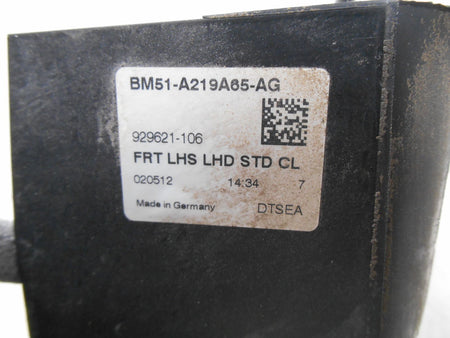 BM51-A219A65-AG
929621-106
FRT LHS LHD STD CL
020512 14:34 7
Made in Germany DTSEA